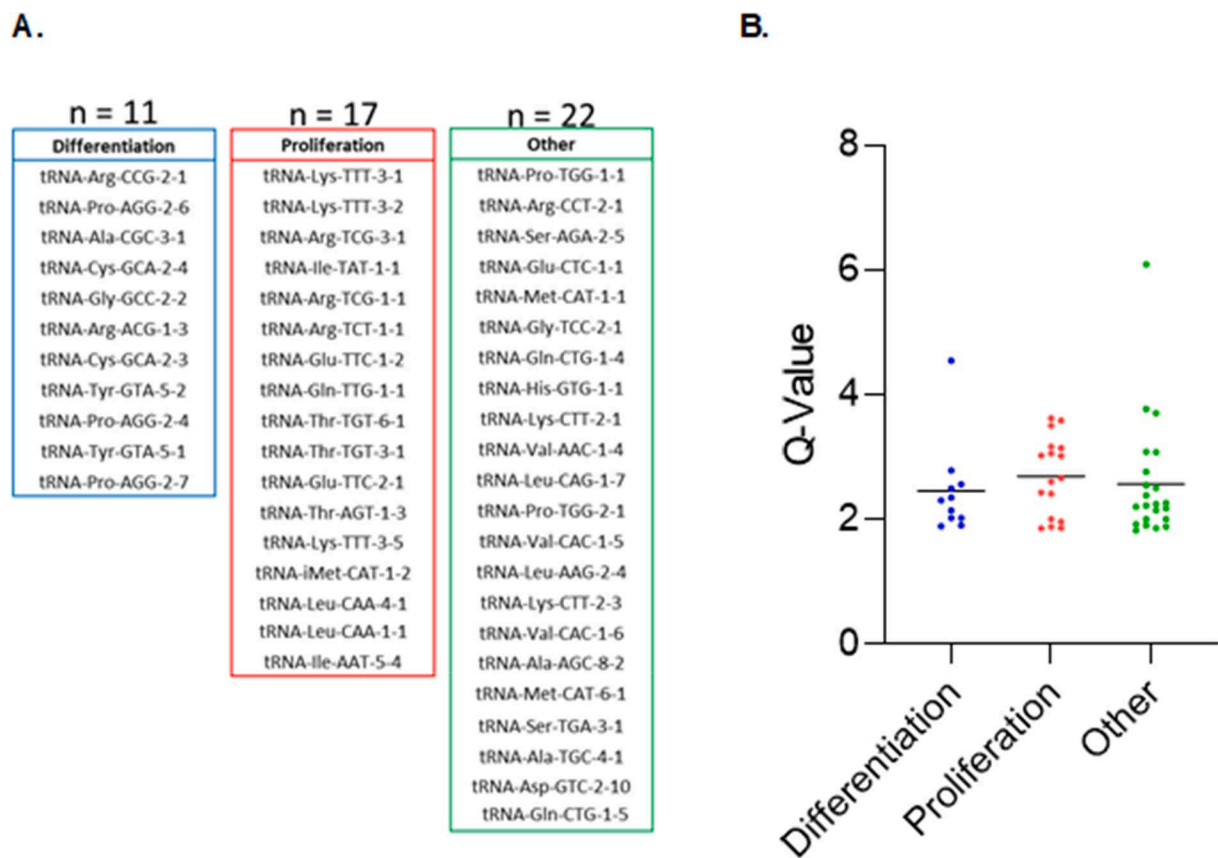 A.
n = 11
Differentiation
tRNA-Arg-CCG-2-1
tRNA-Pro-AGG-2-6
tRNA-Ala-CGC-3-1
tRNA-Cys-GCA-2-4
tRNA-Gly-GCC-2-2
tRNA-Arg-ACG-1-3
tRNA-Cys-GCA-2-3
tRNA-Tyr-GTA-5-2
tRNA-Pro-AGG-2-4
tRNA-Tyr-GTA-5-1
tRNA-Pro-AGG-2-7
n = 17
Proliferation
tRNA-Lys-TTT-3-1
tRNA-Lys-TTT-3-2
tRNA-Arg-TCG-3-1
tRNA-Ile-TAT-1-1
tRNA-Arg-TCG-1-1
tRNA-Arg-TCT-1-1
tRNA-Glu-TTC-1-2
tRNA-Gln-TTG-1-1
tRNA-Thr-TGT-6-1
tRNA-Thr-TGT-3-1
tRNA-Glu-TTC-2-1
tRNA-Thr-AGT-1-3
tRNA-Lys-TTT-3-5
tRNA-iMet-CAT-1-2
tRNA-Leu-CAA-4-1
tRNA-Leu-CAA-1-1
tRNA-Ile-AAT-5-4
n = 22
Other
tRNA-Pro-TGG-1-1
tRNA-Arg-CCT-2-1
tRNA-Ser-AGA-2-5
tRNA-Glu-CTC-1-1
tRNA-Met-CAT-1-1
tRNA-Gly-TCC-2-1
tRNA-Gln-CTG-1-4
tRNA-His-GTG-1-1
tRNA-Lys-CTT-2-1
tRNA-Val-AAC-1-4
tRNA-Leu-CAG-1-7
tRNA-Pro-TGG-2-1
tRNA-Val-CAC-1-5
tRNA-Leu-AAG-2-4
tRNA-Lys-CTT-2-3
tRNA-Val-CAC-1-6
tRNA-Ala-AGC-8-2
tRNA-Met-CAT-6-1
tRNA-Ser-TGA-3-1
tRNA-Ala-TGC-4-1
tRNA-Asp-GTC-2-10
tRNA-Gln-CTG-1-5
B.
Q-Value
8
6
4
2
0
Differentiation
Proliferation
Other